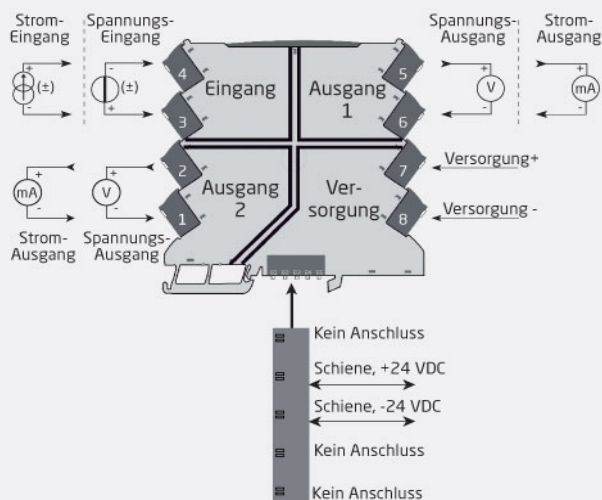 Strom-
Eingang
Spannungs-
Eingang
Spannungs-
Ausgang
Strom-
Ausgang
+
-
(±)
-
+
(±)
+
-
V
+
-
mA
4
3
2
1
5
6
7
8
Eingang
Ausgang
1
Ausgang
2
Ver-
sorgung
+
-
mA
+
-
V
Versorgung+
Versorgung -
Strom-
Ausgang
Spannungs-
Ausgang
Kein Anschluss
Schiene, +24 VDC
Schiene, -24 VDC
Kein Anschluss
Kein Anschluss